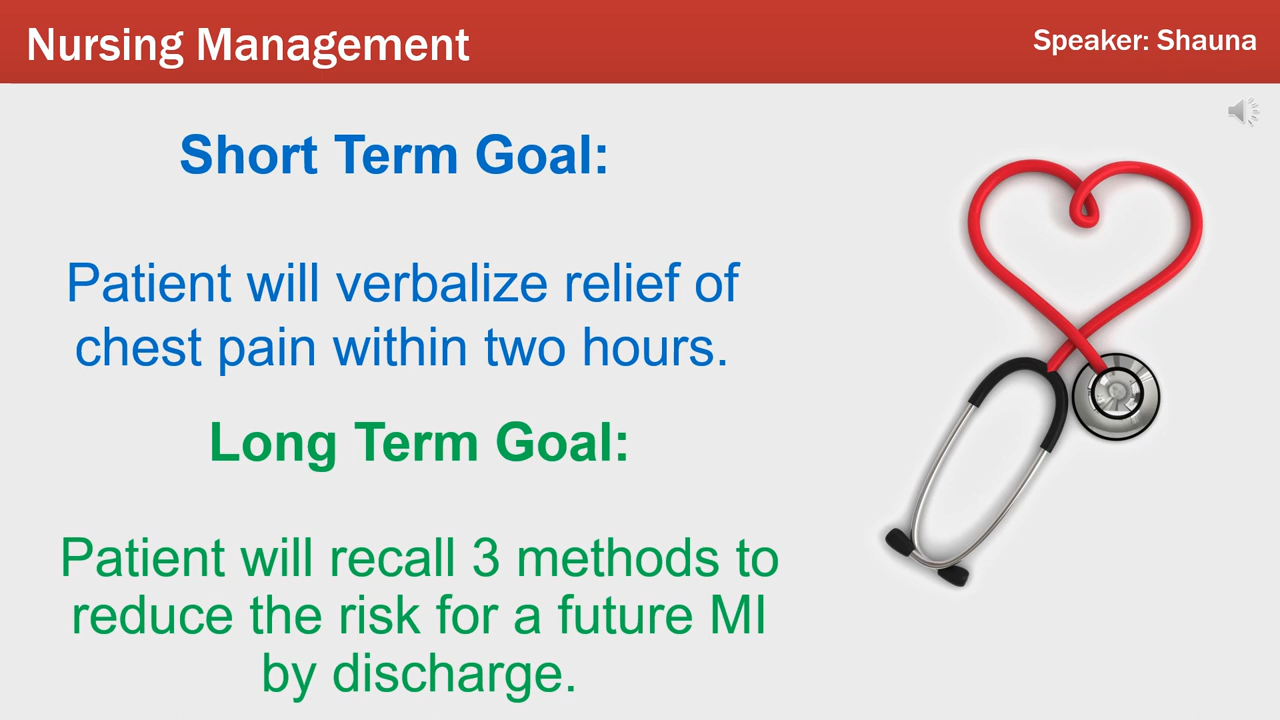 Nursing Management
Speaker: Shauna
Short Term Goal:
Patient will verbalize relief of
chest pain within two hours.
Long Term Goal:
Patient will recall 3 methods to
reduce the risk for a future MI
by discharge.